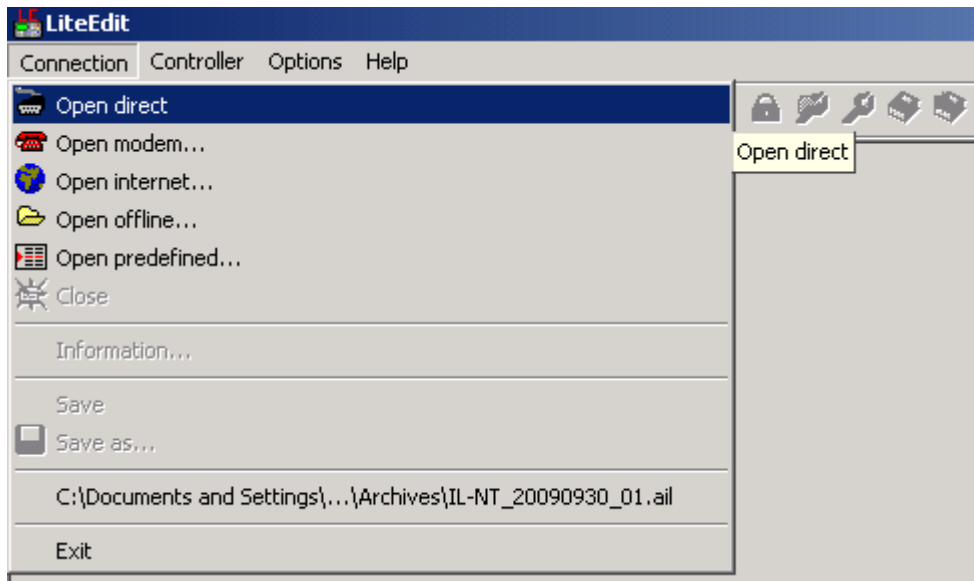 LiteEdit
Connection Controller Options Help
Open direct
Open modem...
Open direct
Open internet...
Open offline...
Open predefined...
Close
Information...
Save
Save as...
C:\Documents and Settings\...\Archives\IL-NT_20090930_01.ail
Exit